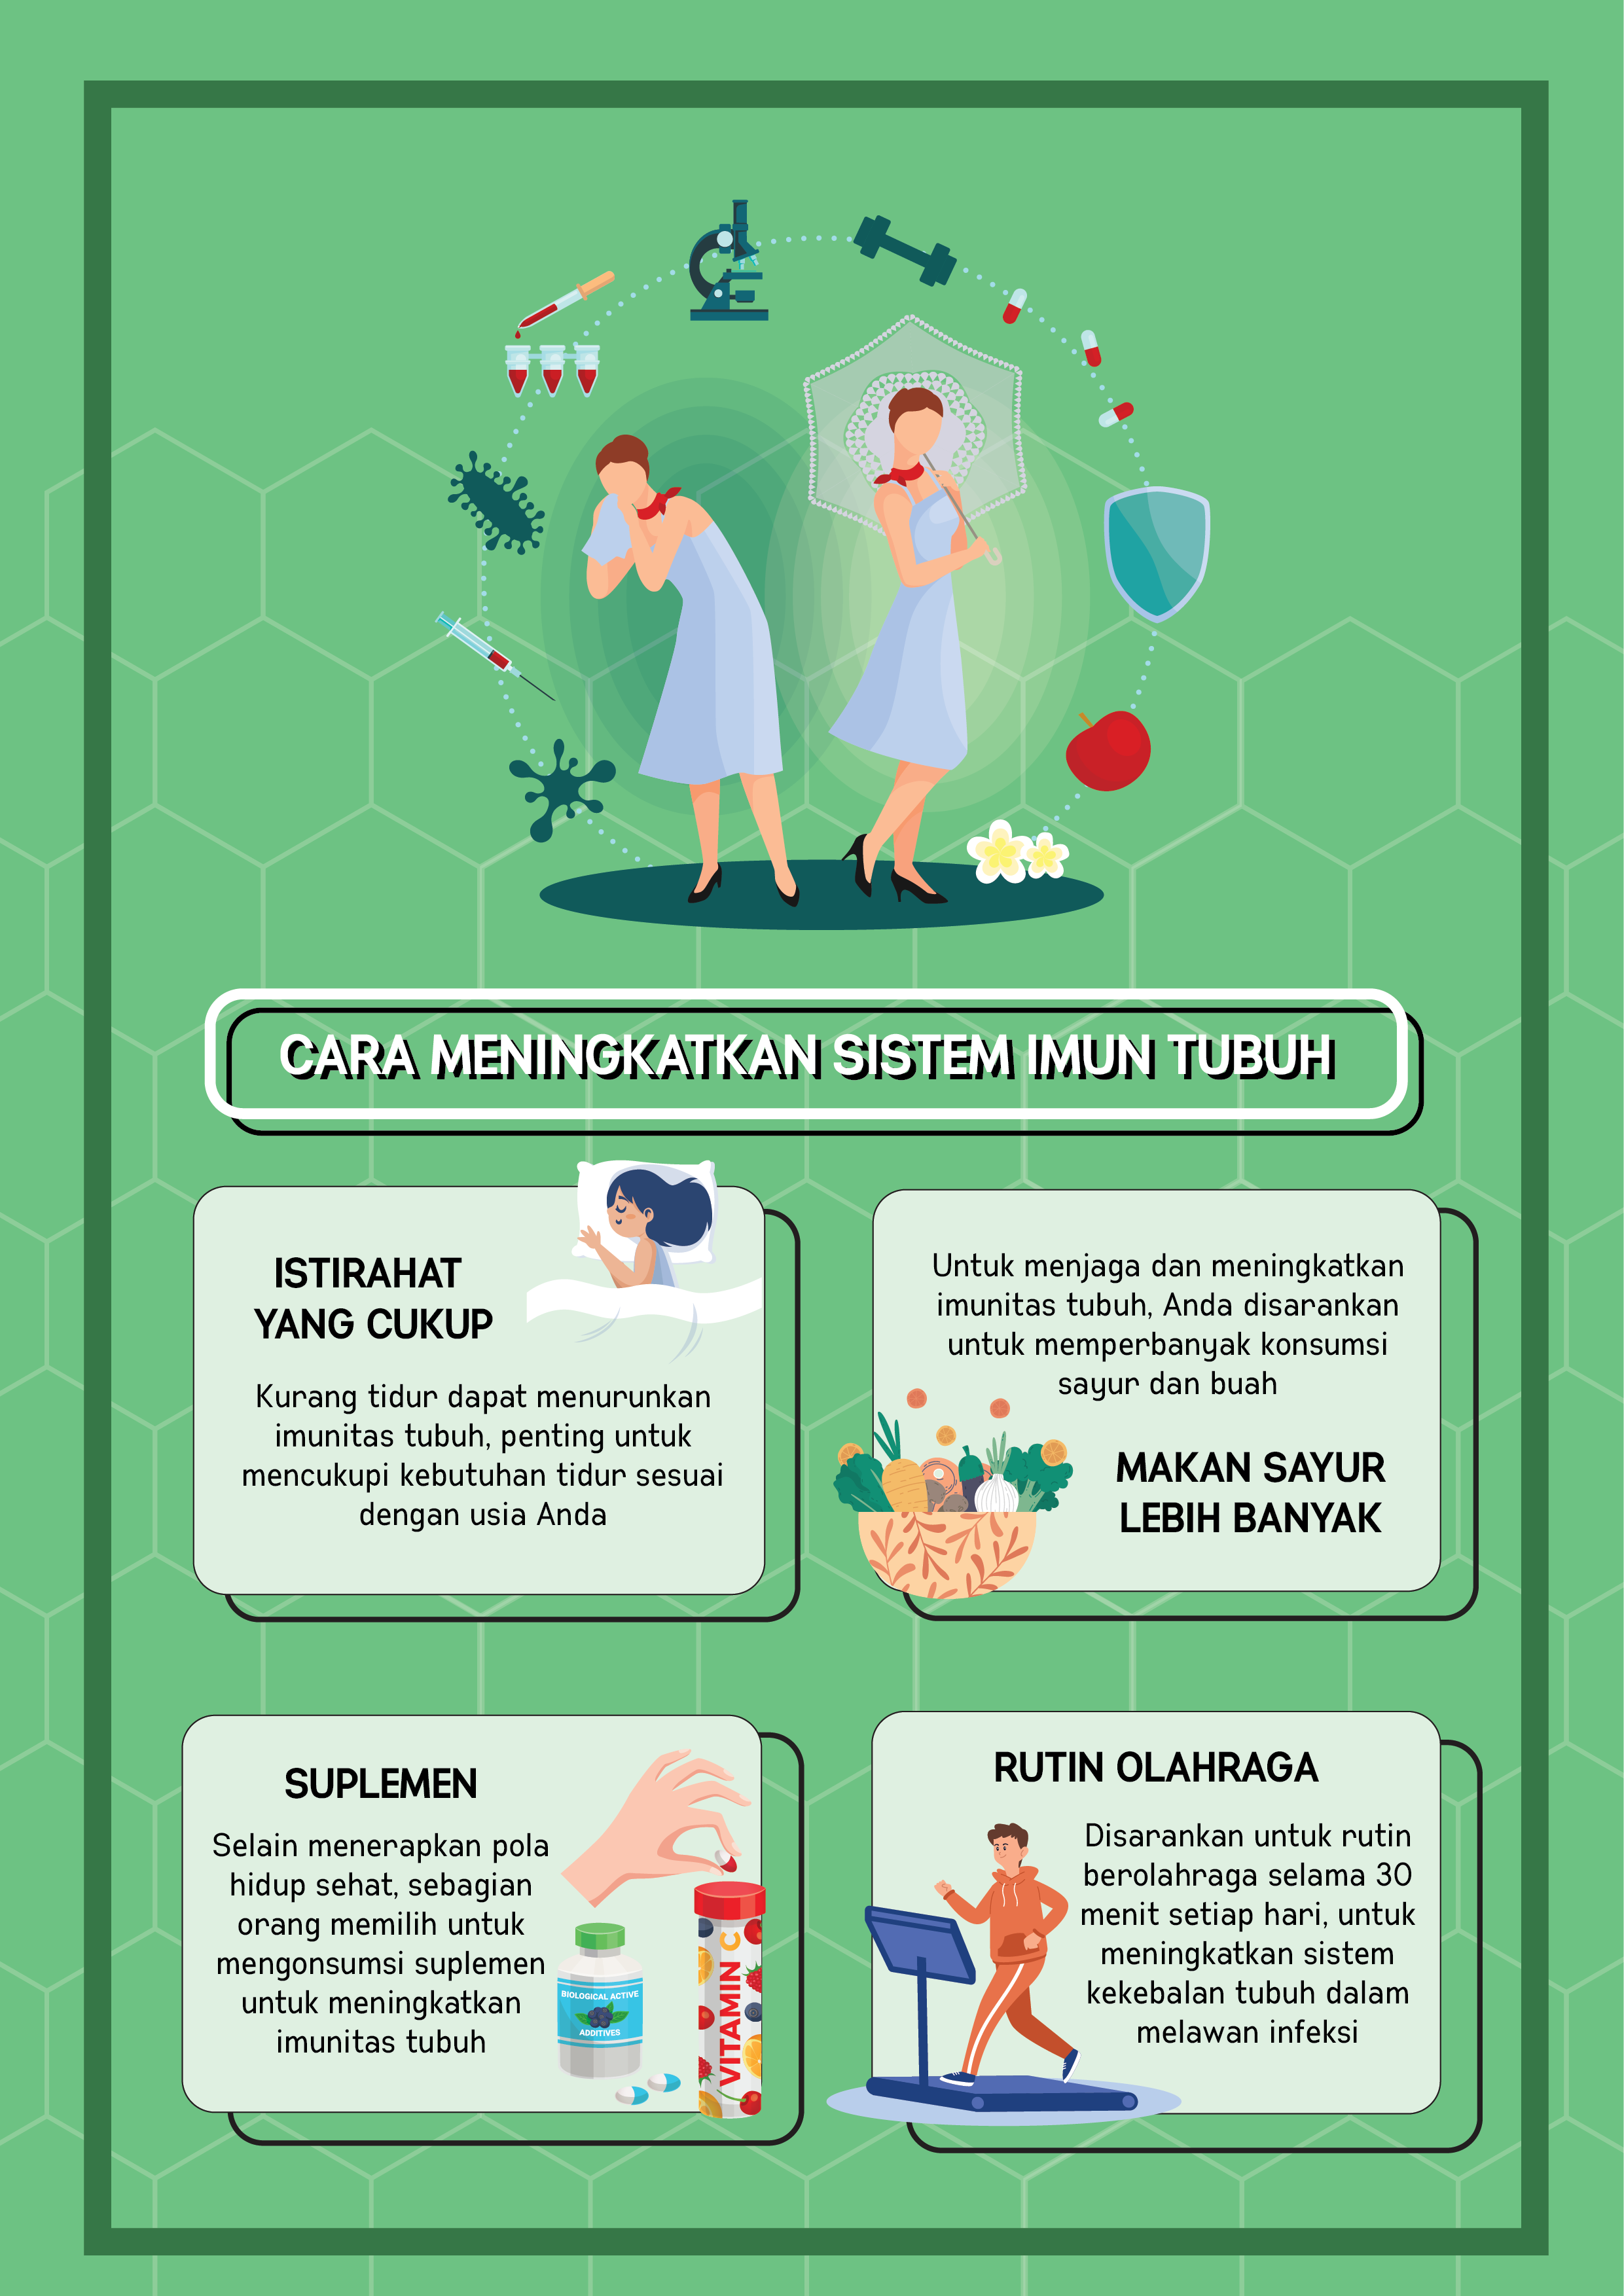 CARA MENINGKATKAN SISTEM IMUN TUBUH
ISTIRAHAT
YANG CUKUP
Kurang tidur dapat menurunkan
imunitas tubuh, penting untuk
mencukupi kebutuhan tidur sesuai
dengan usia Anda
Untuk menjaga dan meningkatkan
imunitas tubuh, Anda disarankan
untuk memperbanyak konsumsi
sayur dan buah
MAKAN SAYUR
LEBIH BANYAK
SUPLEMEN
Selain menerapkan pola
hidup sehat, sebagian
orang memilih untuk
mengonsumsi suplemen
untuk meningkatkan
imunitas tubuh
BIOLOGICAL ACTIVE
ADDITIVES
VITAMIN C
RUTIN OLAHRAGA
Disarankan untuk rutin
berolahraga selama 30
menit setiap hari, untuk
meningkatkan sistem
kekebalan tubuh dalam
melawan infeksi